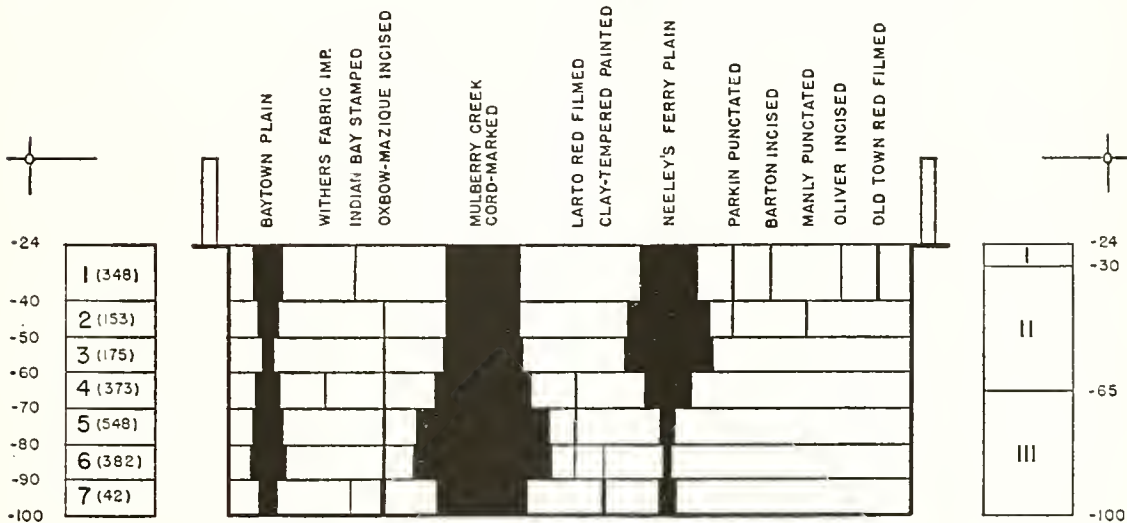 BAYTOWN PLAIN
WITHERS FABRIC IMP.
INDIAN BAY STAMPED
OXBOW-MAZIQUE INCISED
MULBERRY CREEK
CORD-MARKED
LARTO RED FILMED
CLAY-TEMPERED PAINTED
NEELEY'S FERRY PLAIN
PARKIN PUNCTATED
BARTON INCISED
MANLY PUNCTATED
OLIVER INCISED
OLD TOWN RED FILMED
-24
1 (348)
-40
2 (153)
-50
3 (175)
-60
4 (373)
-70
5 (548)
-80
6 (382)
-90
7 (42)
-100
-24
I
-30
II
-65
III
-100